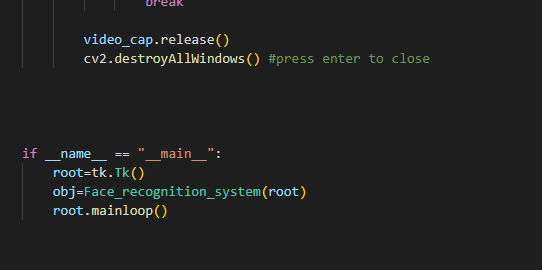 break
video_cap.release()
cv2.destroyAllWindows() #press enter to close
if __name__ == "__main__":
root=tk.Tk()
obj=Face_recognition_system(root)
root.mainloop()